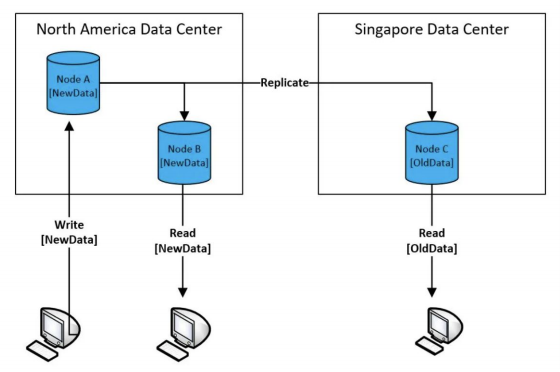 North America Data Center
Singapore Data Center
Node A
[NewData]
Replicate
Node B
[NewData]
Node C
[OldData]
Write
[NewData]
Read
[NewData]
Read
[OldData]